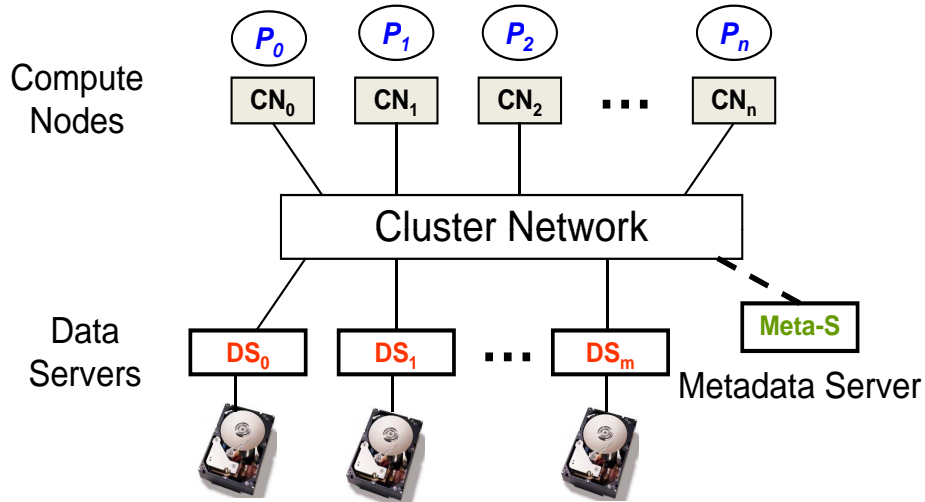 P0 P1 P2 Pn
Compute
Nodes
CN0 CN1 CN2 ... CNn
Cluster Network
Data
Servers
DS0 DS1 ... DSm
Meta-S
Metadata Server